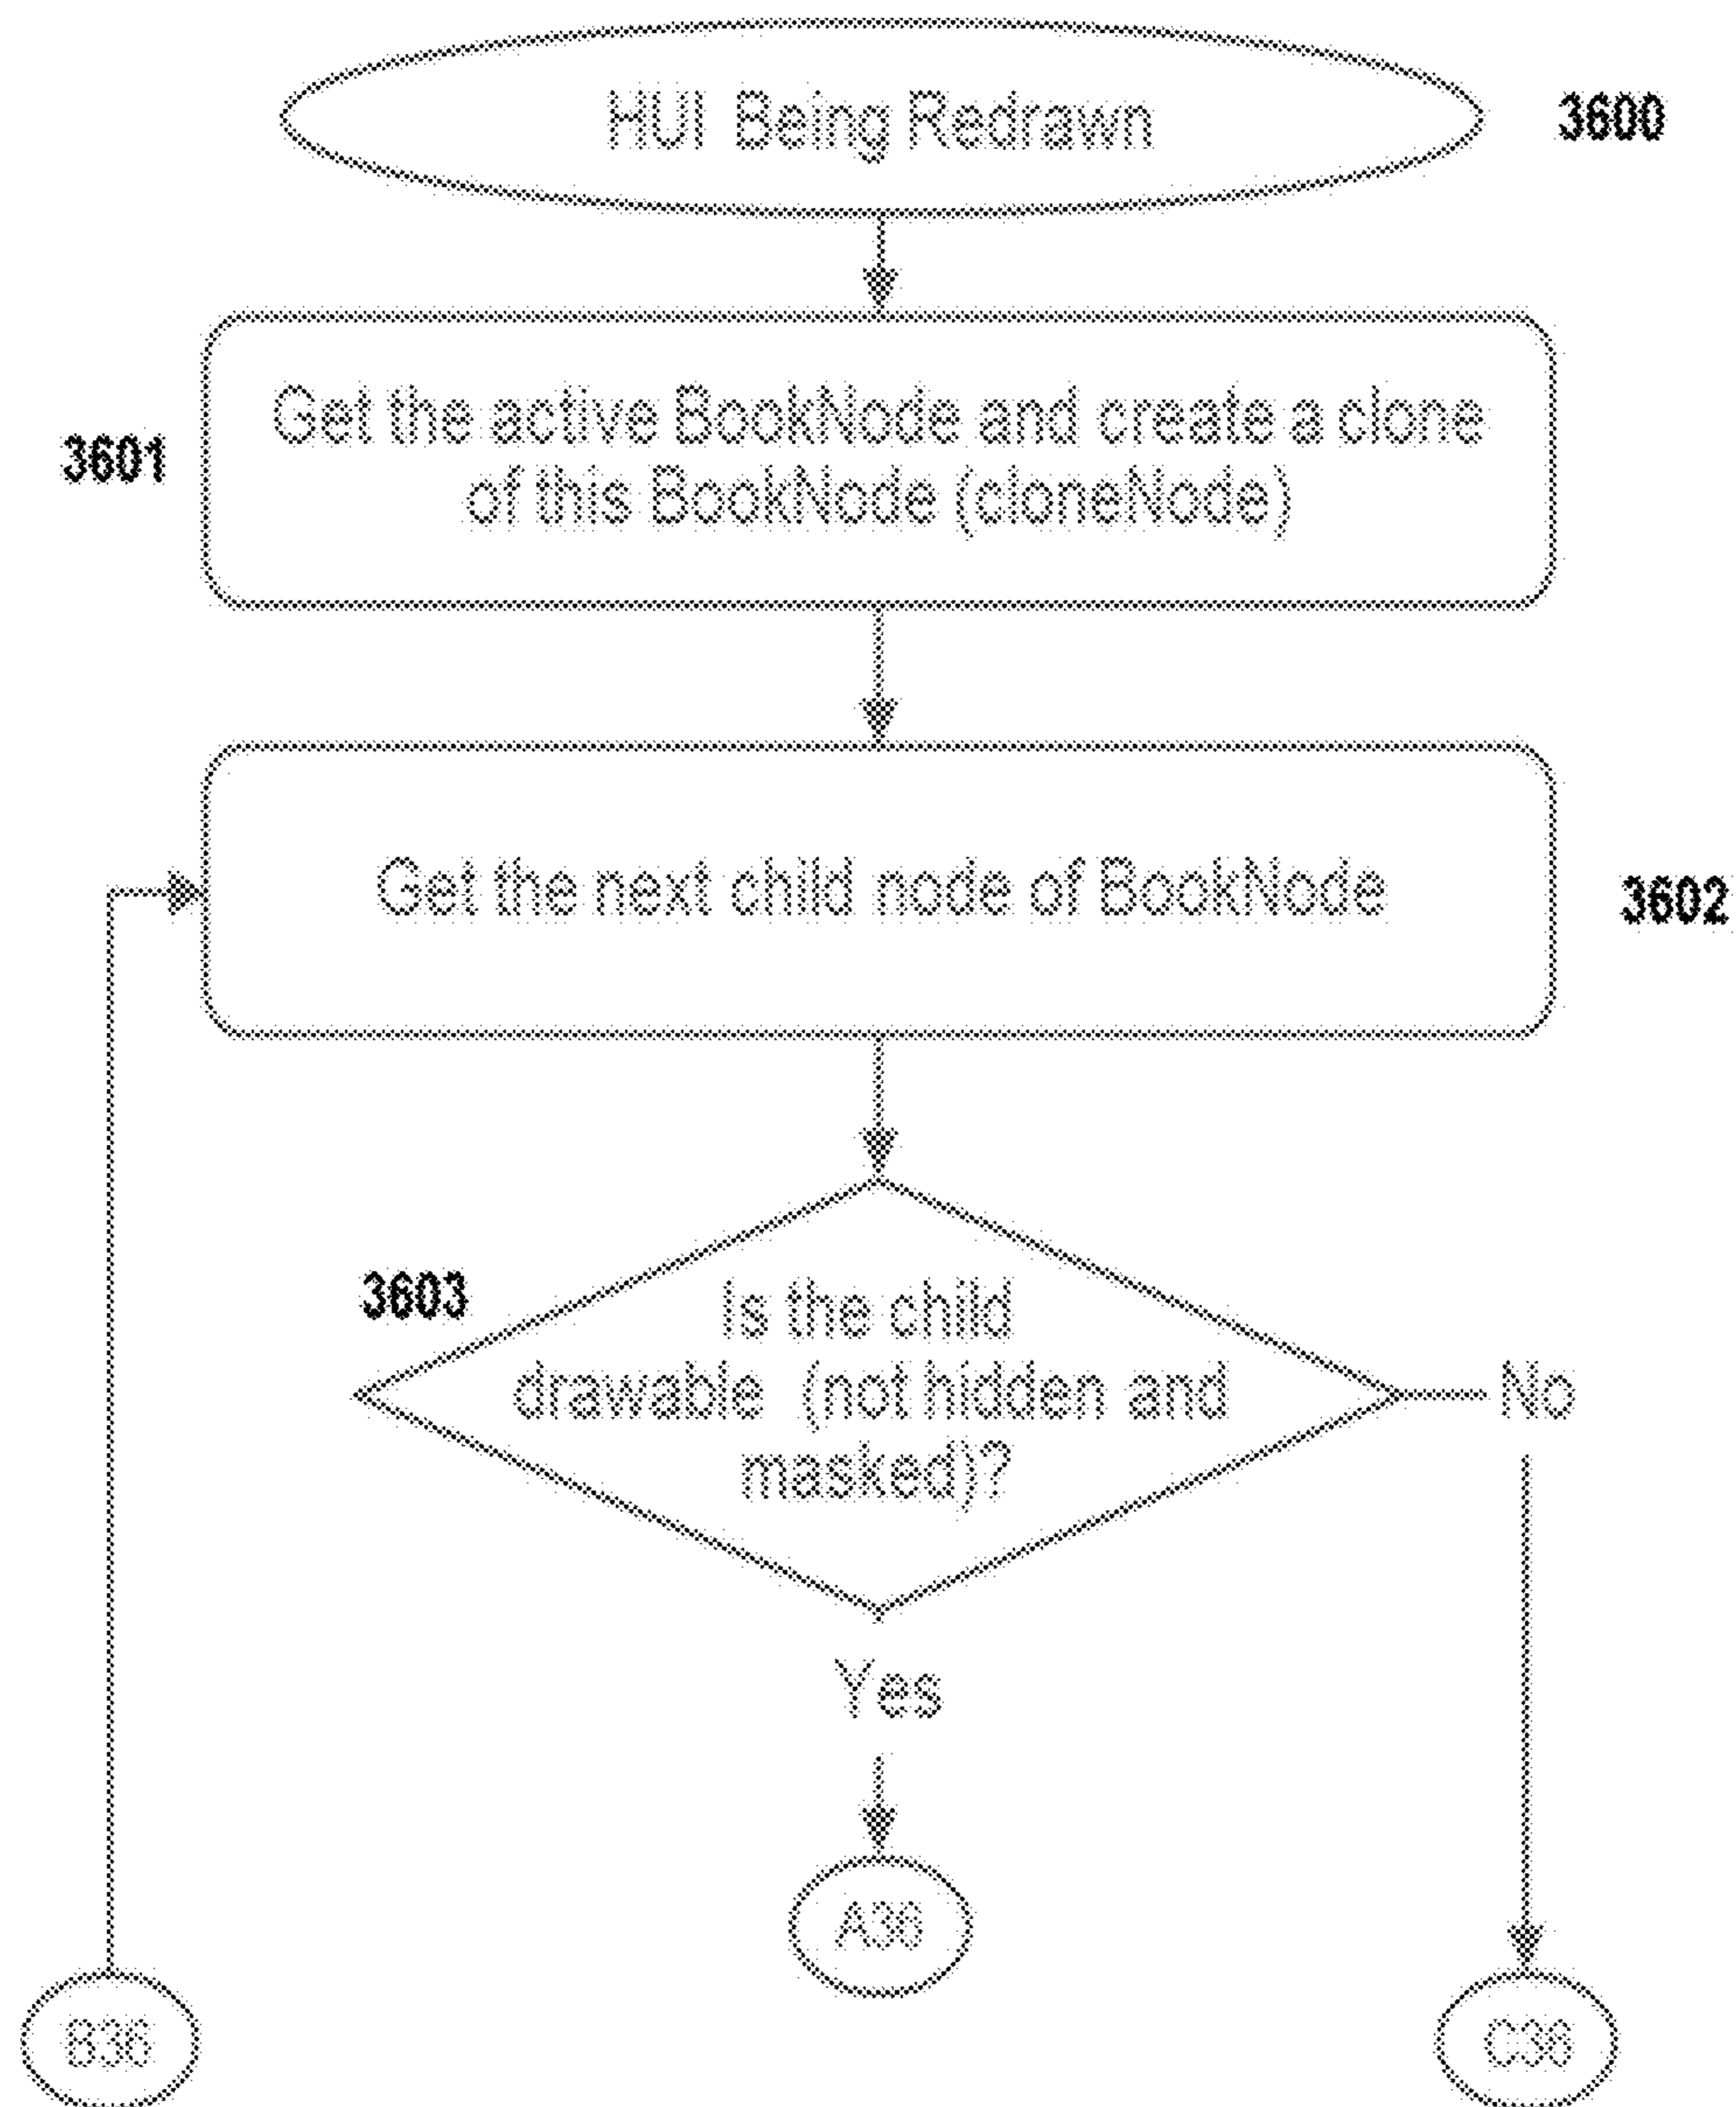 HUI Being Redrawn
3600
Get the active BookNode and create a clone
of this BookNode (cloneNode)
3601
Get the next child node of BookNode
3602
3603
Is the child
drawable (not hidden and
masked)?
No
Yes
A36
B36
C36